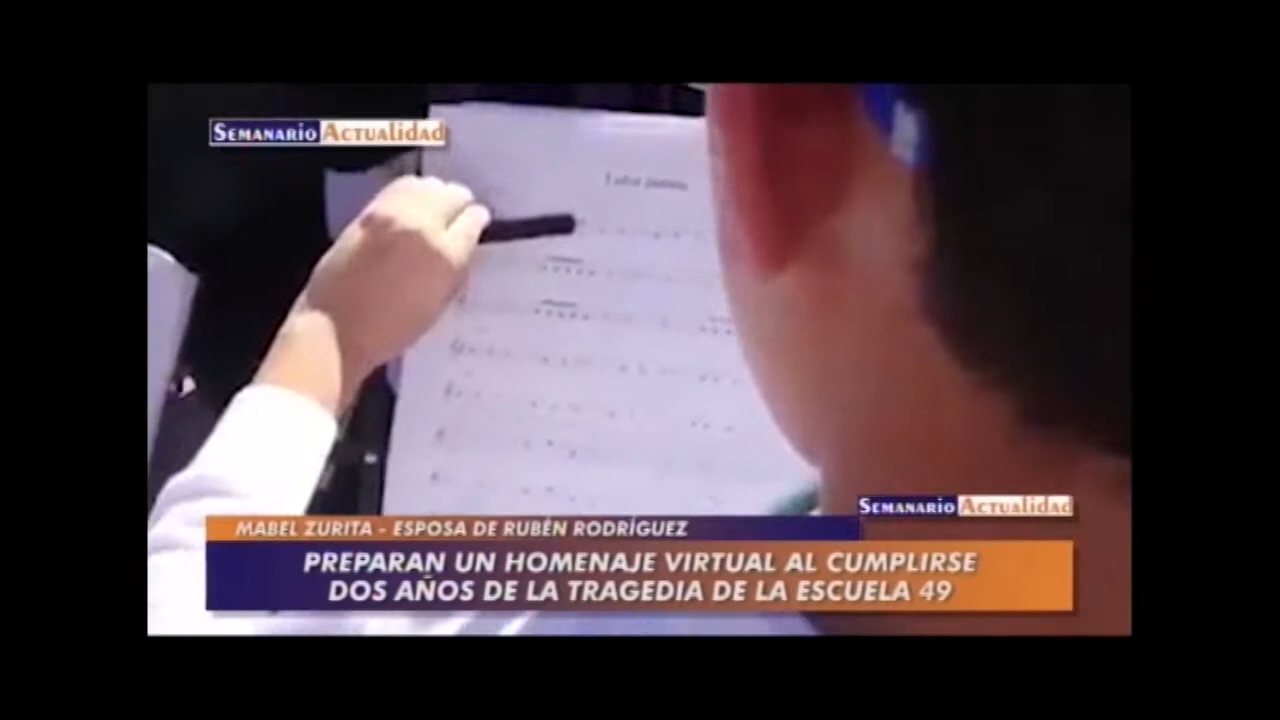 SEMANARIO ACTUALIDAD
SEMANARIO ACTUALIDAD
MABEL ZURITA - ESPOSA DE RUBÉN RODRÍGUEZ
PREPARAN UN HOMENAJE VIRTUAL AL CUMPLIRSE
DOS AÑOS DE LA TRAGEDIA DE LA ESCUELA 49